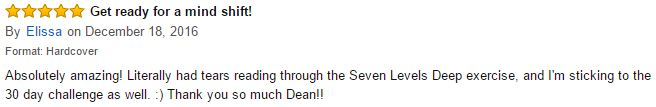 Get ready for a mind shift!
By Elissa on December 18, 2016
Format: Hardcover
Absolutely amazing! Literally had tears reading through the Seven Levels Deep exercise, and I'm sticking to the
30 day challenge as well. :) Thank you so much Dean!!